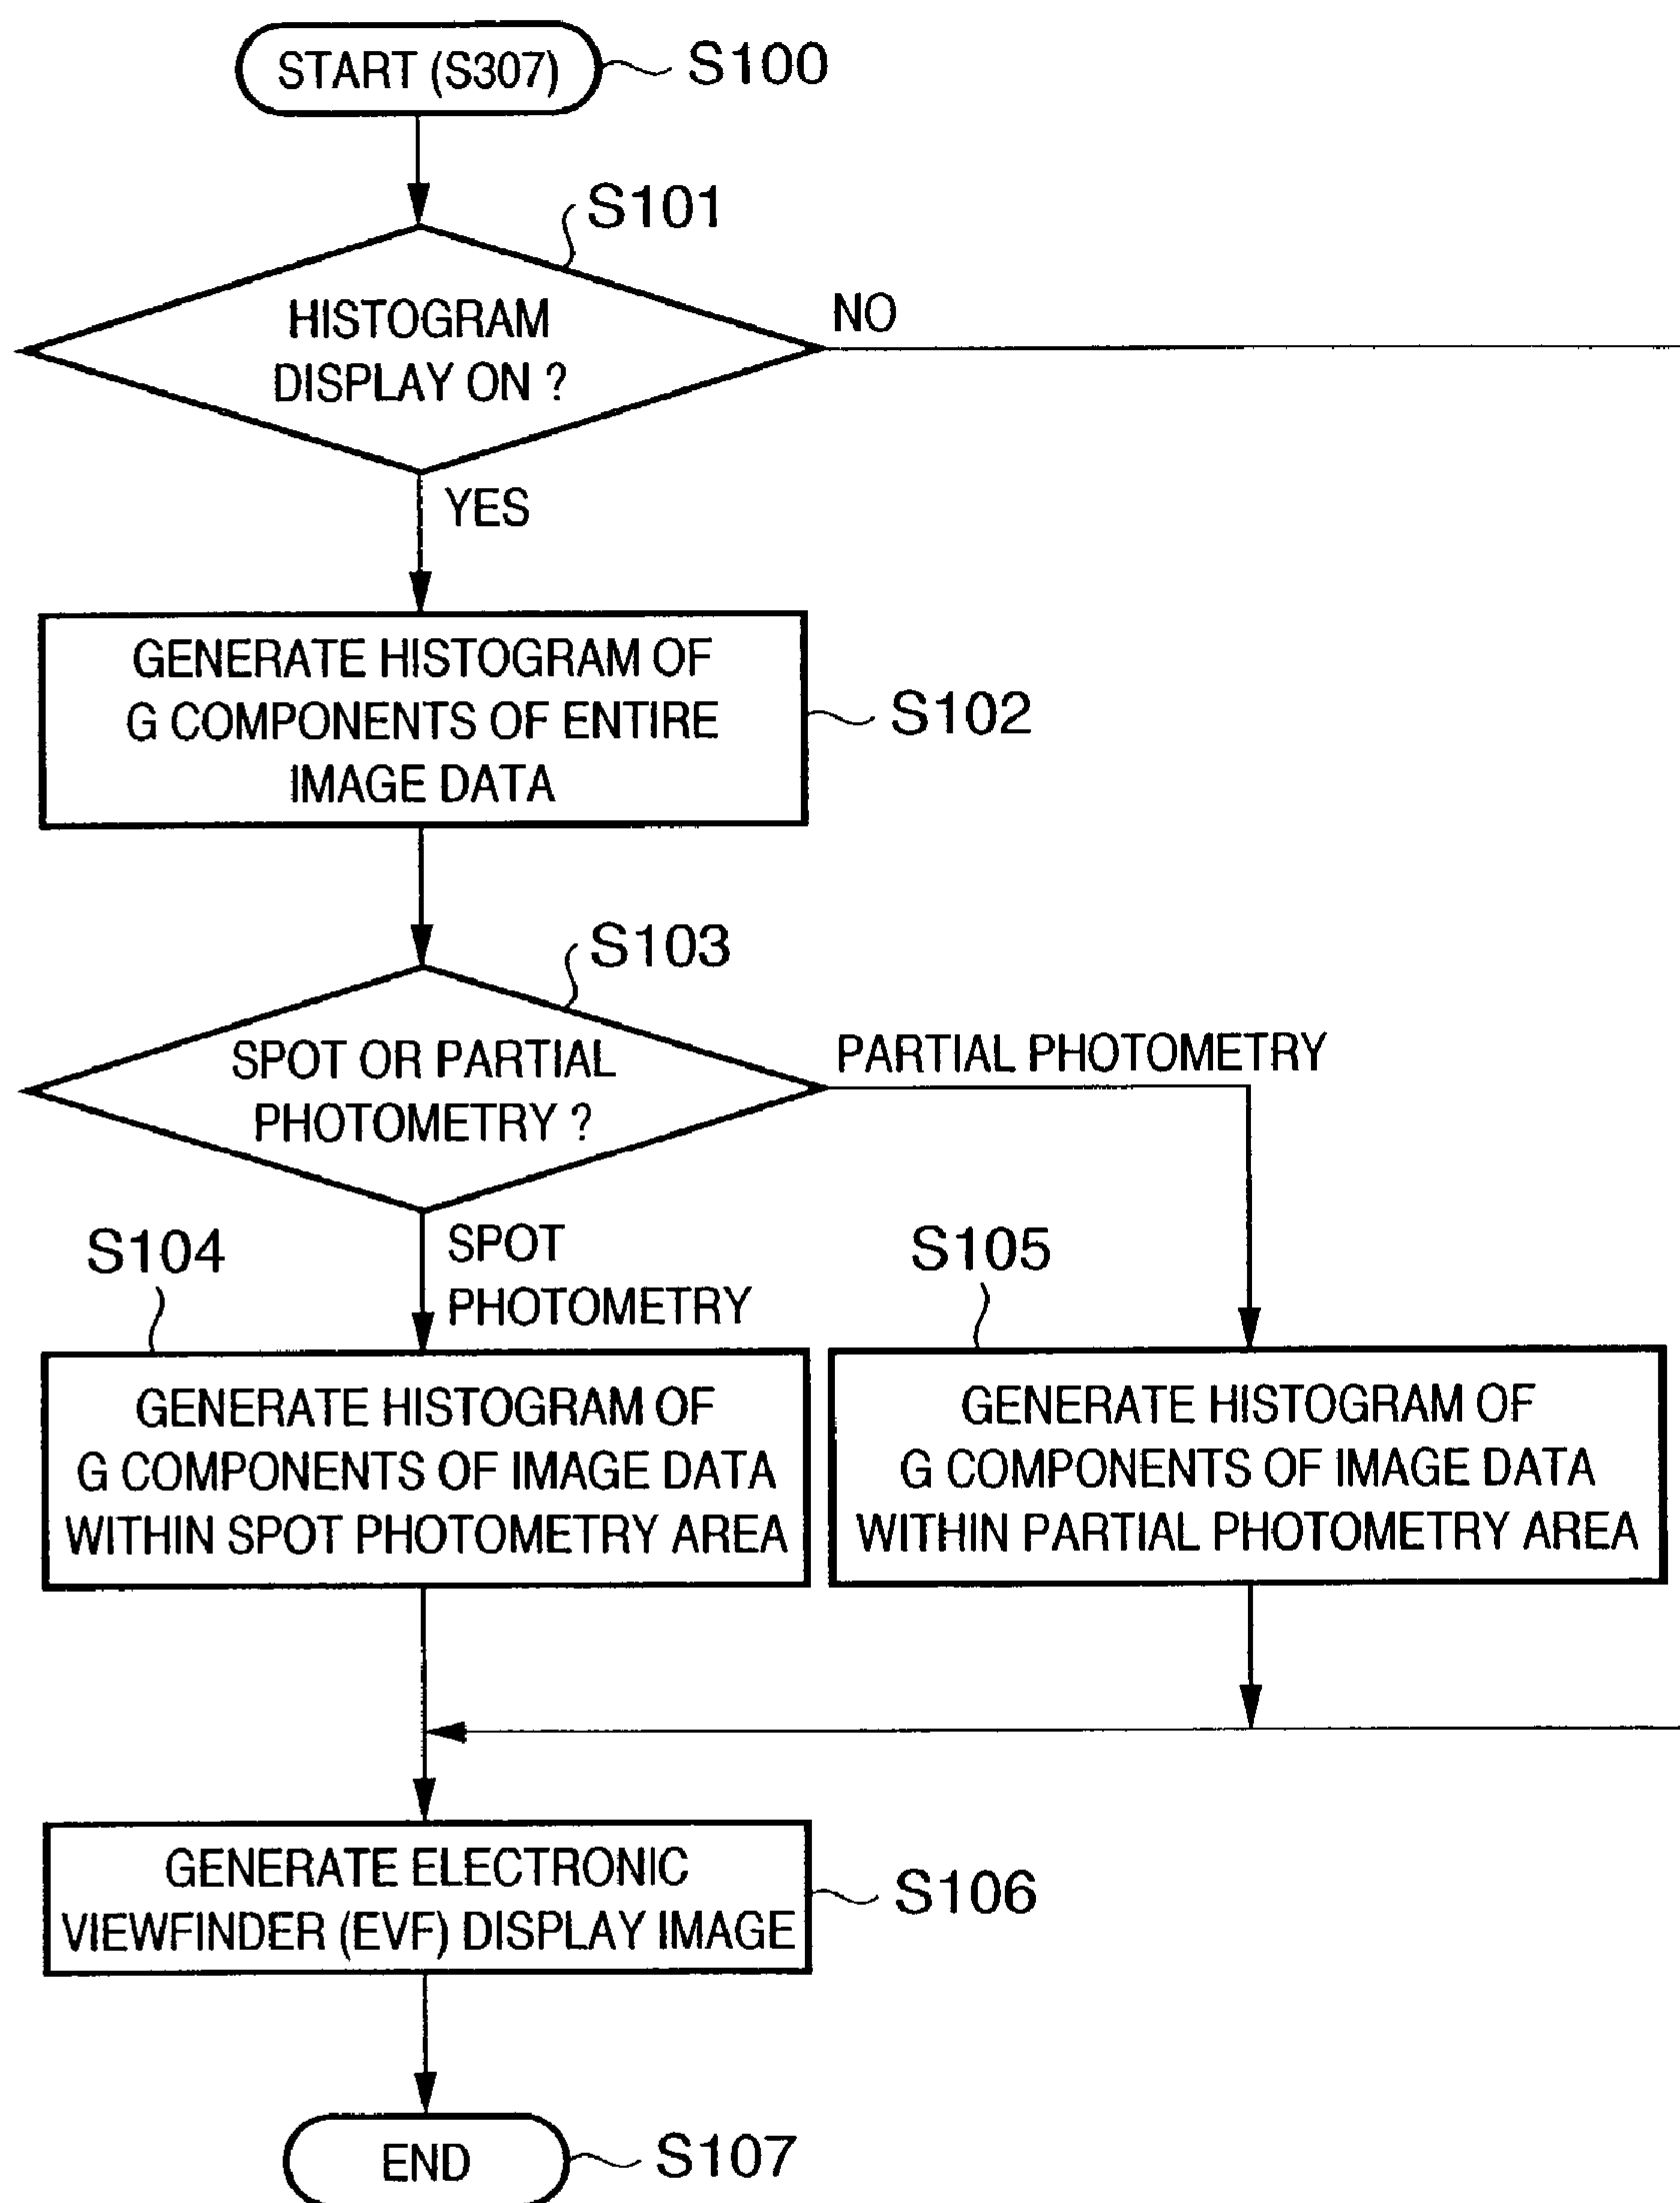 START (S307)
S100
S101
HISTOGRAM
DISPLAY ON ?
NO
YES
GENERATE HISTOGRAM OF
G COMPONENTS OF ENTIRE
IMAGE DATA
S102
S103
SPOT OR PARTIAL
PHOTOMETRY ?
PARTIAL PHOTOMETRY
SPOT
PHOTOMETRY
S104
S105
GENERATE HISTOGRAM OF
G COMPONENTS OF IMAGE DATA
WITHIN SPOT PHOTOMETRY AREA
GENERATE HISTOGRAM OF
G COMPONENTS OF IMAGE DATA
WITHIN PARTIAL PHOTOMETRY AREA
GENERATE ELECTRONIC
VIEWFINDER (EVF) DISPLAY IMAGE
S106
END
S107